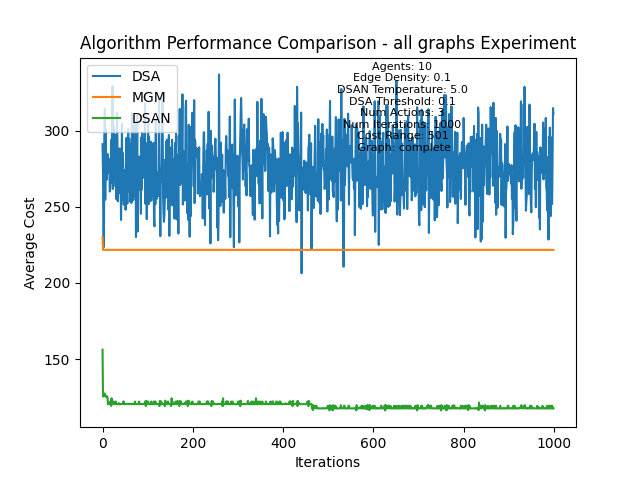 Algorithm Performance Comparison - all graphs Experiment
DSA
MGM
DSAN
Agents: 10
Edge Density: 0.1
DSAN Temperature: 5.0
DSA Threshold: 0.1
Num Actions: 3
Num Iterations: 1000
Cost Range: 501
Graph: complete
Average Cost
300
250
200
150
0
200
400
600
800
1000
Iterations